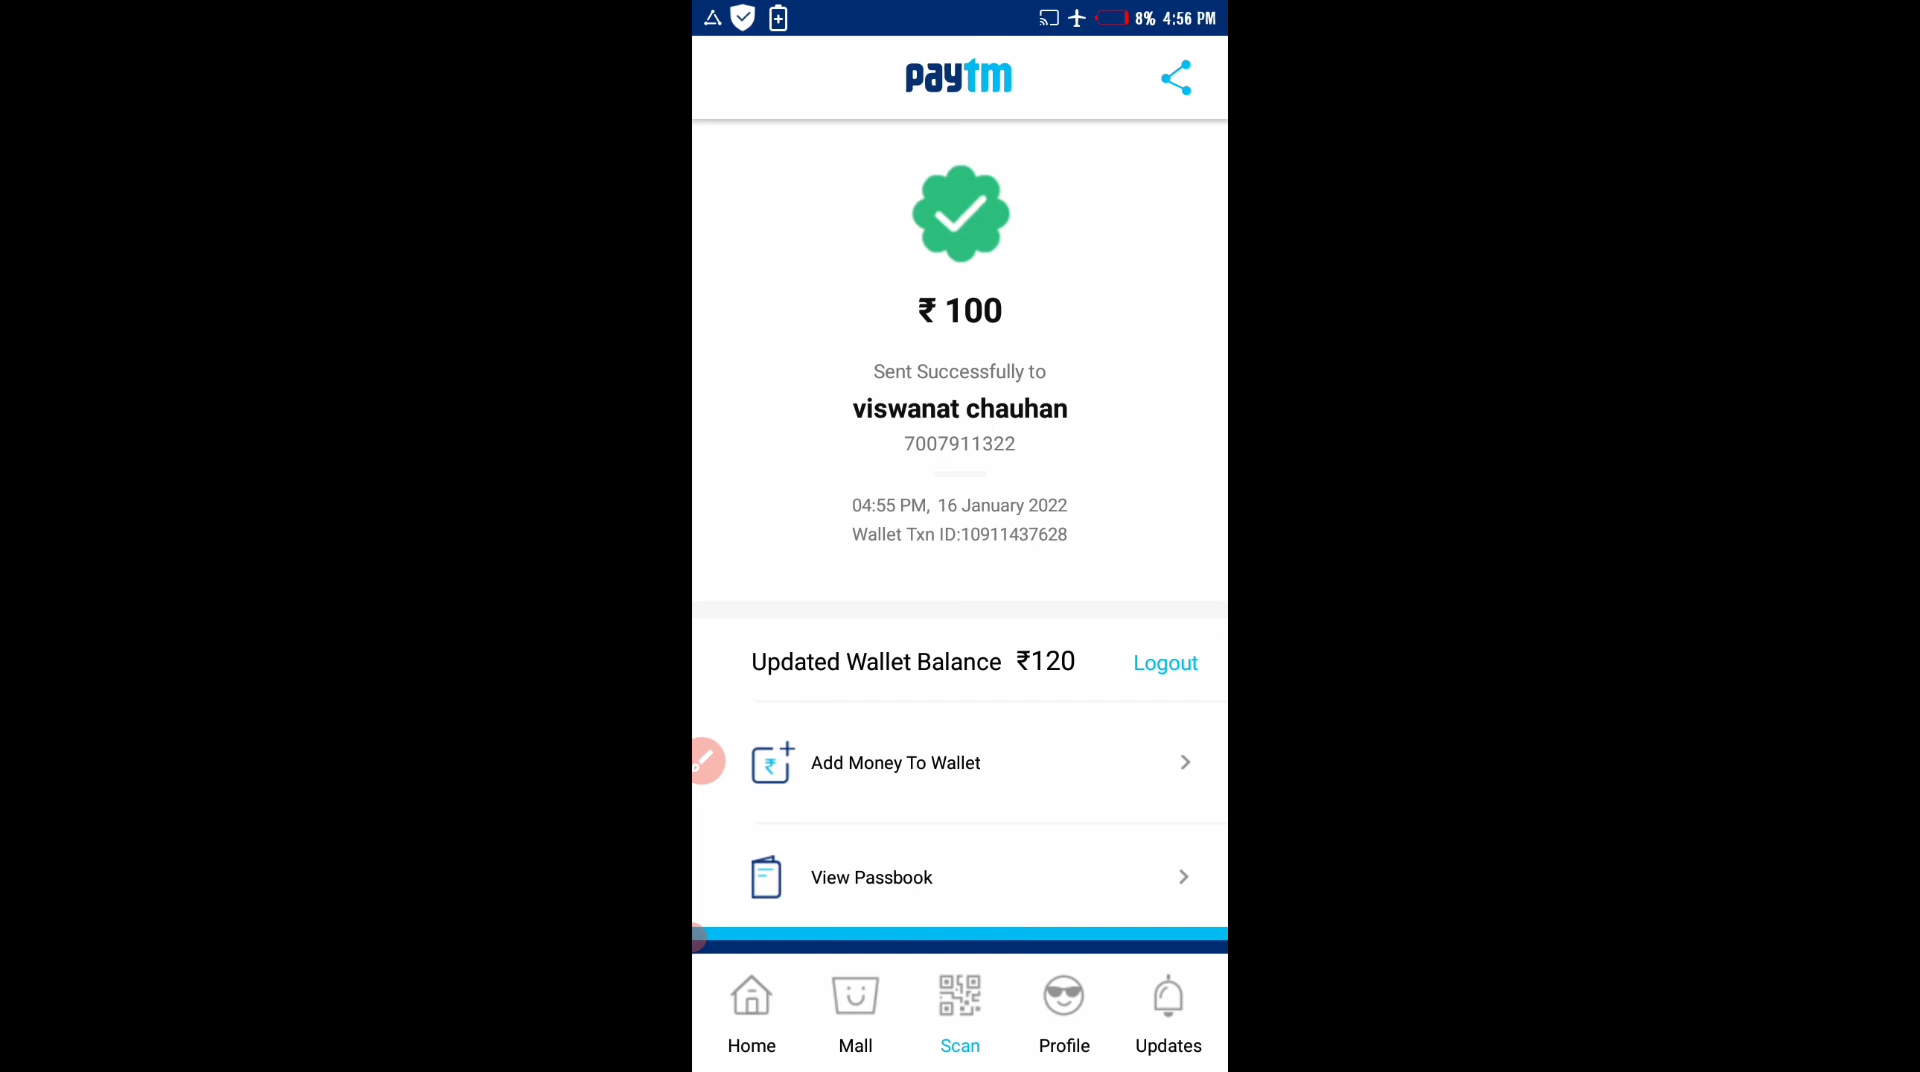 8% 4:56 PM
paytm
₹ 100
Sent Successfully to
viswanat chauhan
7007911322
04:55 PM, 16 January 2022
Wallet Txn ID:10911437628
Updated Wallet Balance ₹120 Logout
Add Money To Wallet
View Passbook
Home Mall Scan Profile Updates